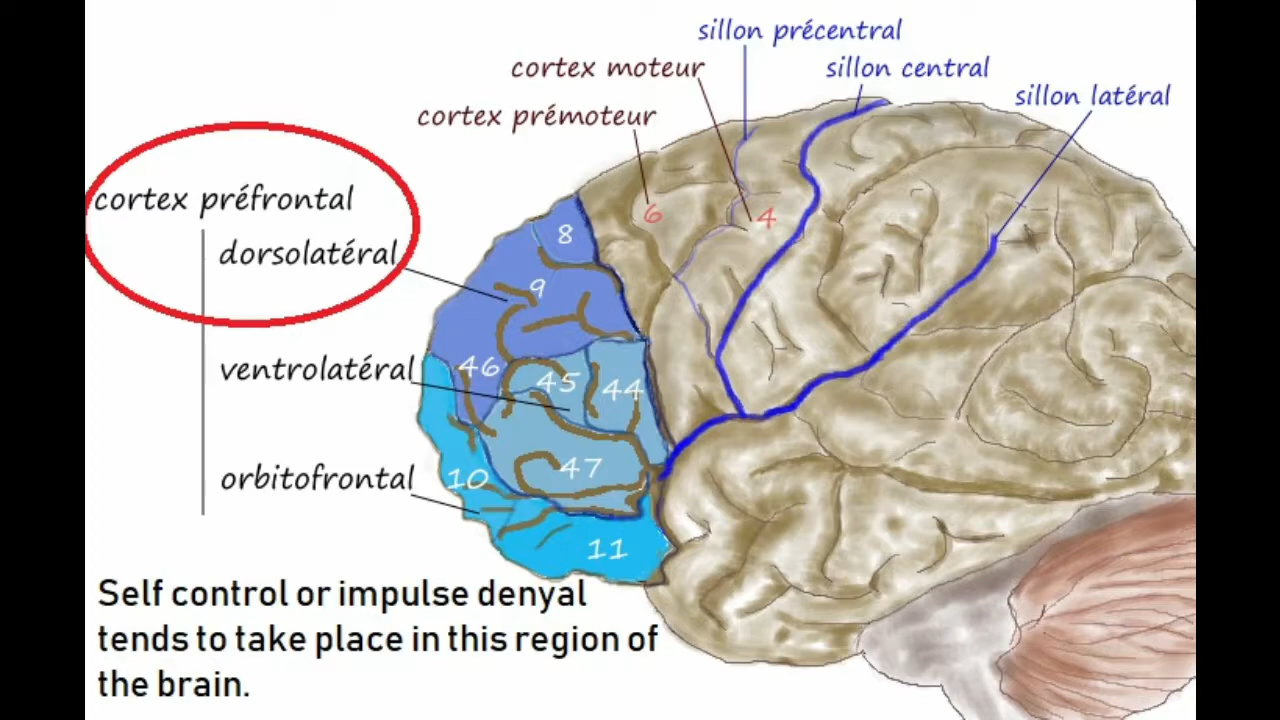 sillon précentral
cortex moteur
sillon central
sillon latéral
cortex prémoteur
cortex préfrontal
dorsolatéral
6
4
8
9
ventrolatéral
46
45
44
orbitofrontal
10
47
11
Self control or impulse denyal
tends to take place in this region of
the brain.